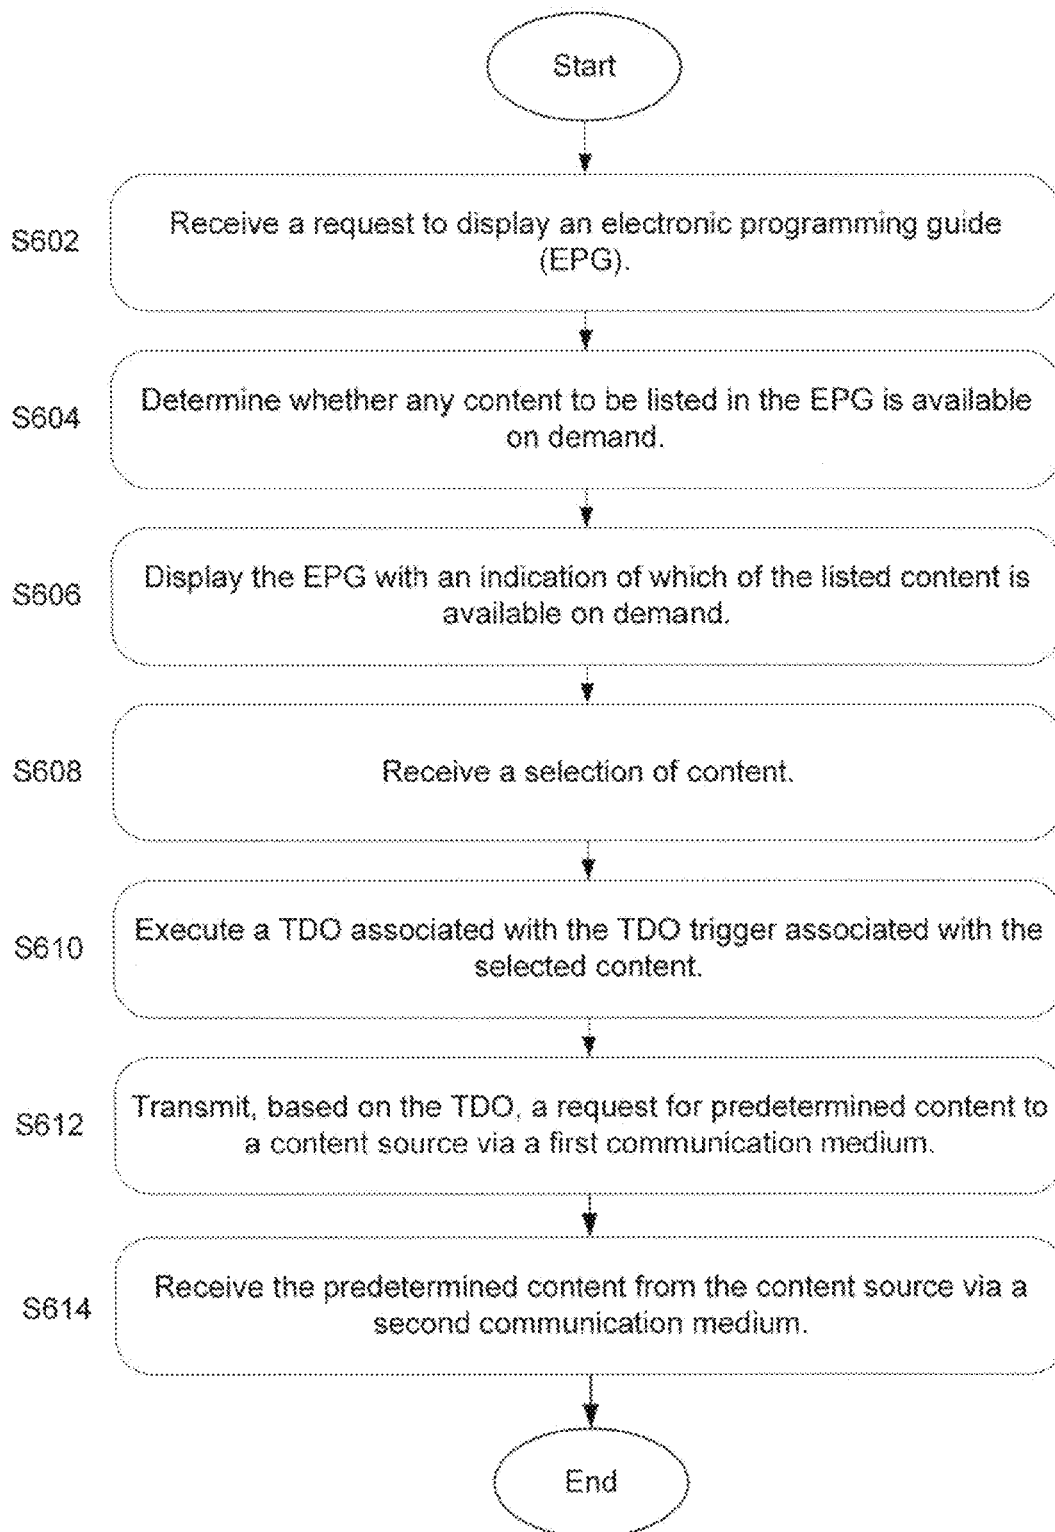 Start
S602
Receive a request to display an electronic programming guide
(EPG).
S604
Determine whether any content to be listed in the EPG is available
on demand.
S606
Display the EPG with an indication of which of the listed content is
available on demand.
S608
Receive a selection of content.
S610
Execute a TDO associated with the TDO trigger associated with the
selected content.
S612
Transmit, based on the TDO, a request for predetermined content to
a content source via a first communication medium.
S614
Receive the predetermined content from the content source via a
second communication medium.
End